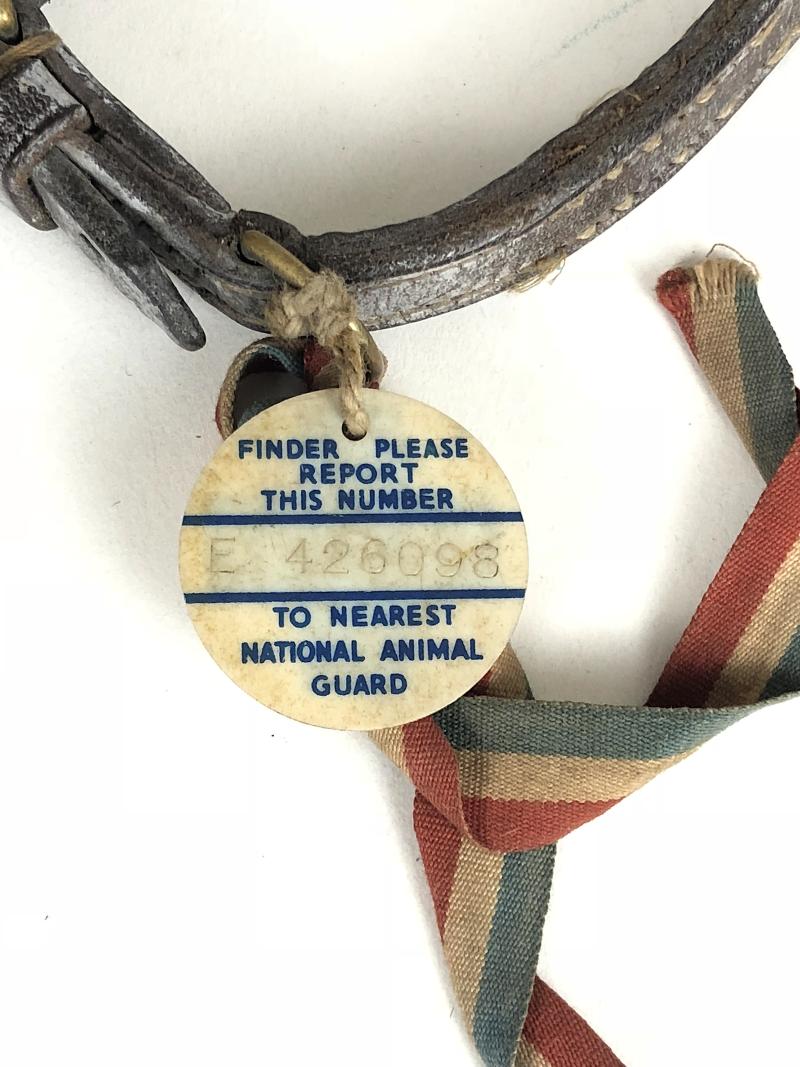 FINDER PLEASE
REPORT
THIS NUMBER
E 426098
TO NEAREST
NATIONAL ANIMAL
GUARD